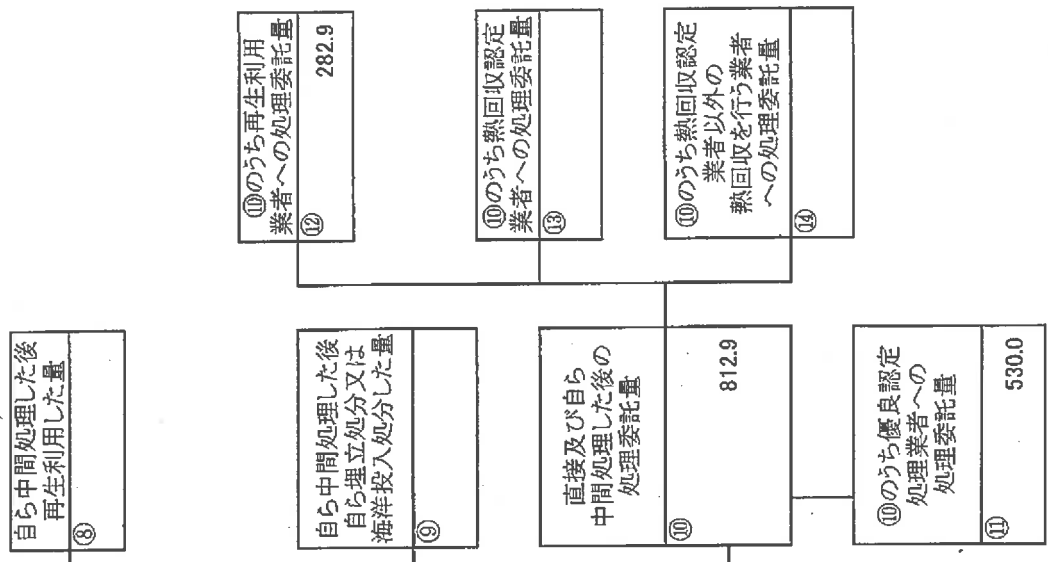 自ら中間処理した後
再生利用した量
⑧
自ら中間処理した後
自ら埋立処分又は
海洋投入処分した量
⑨
直接及び自ら
中間処理した後の
処理委託量
⑩
812.9
⑩のうち優良認定
処理業者への
処理委託量
⑪
530.0
⑩のうち再生利用
業者への処理委託量
⑫
282.9
⑩のうち熱回収認定
業者への処理委託量
⑬
⑩のうち熱回収認定
業者以外の
熱回収を行う業者
への処理委託量
⑭